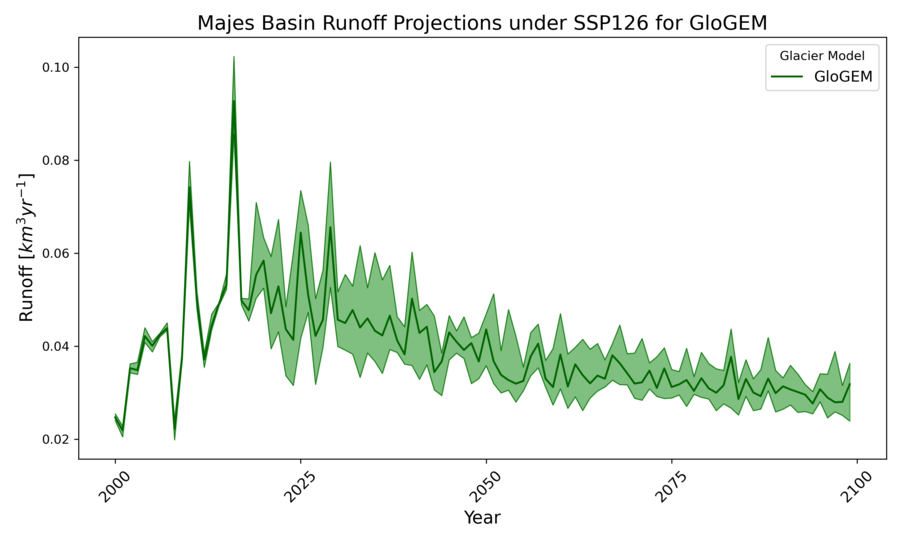 Majes Basin Runoff Projections under SSP126 for GloGEM
Glacier Model
GloGEM
0.10
0.08
0.06
0.04
0.02
Runoff [km³yr⁻¹]
2000
2025
2050
2075
2100
Year